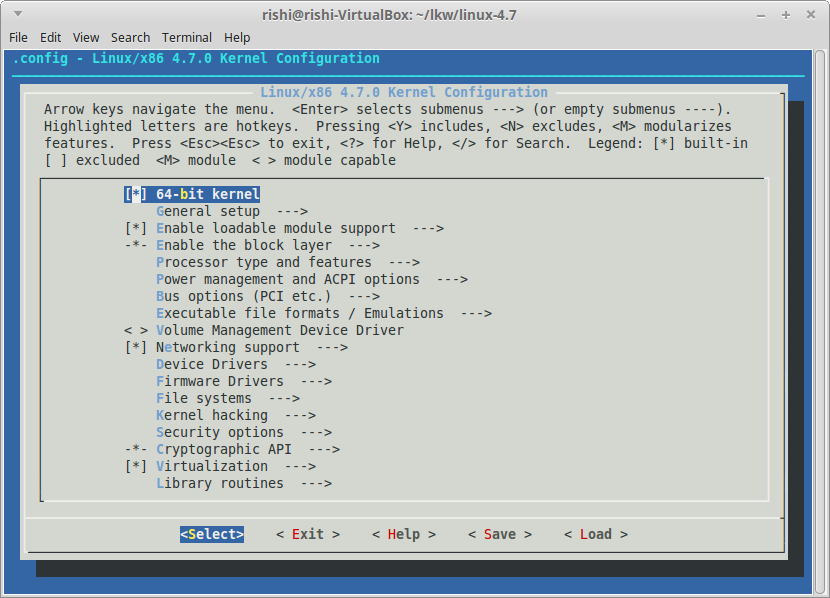 rishi@rishi-VirtualBox: ~/lkw/linux-4.7
File Edit View Search Terminal Help
.config - Linux/x86 4.7.0 Kernel Configuration
Linux/x86 4.7.0 Kernel Configuration
Arrow keys navigate the menu.  <Enter> selects submenus ---> (or empty submenus ----).
Highlighted letters are hotkeys.  Pressing <Y> includes, <N> excludes, <M> modularizes
features.  Press <Esc><Esc> to exit, <?> for Help, </> for Search.  Legend: [*] built-in
[ ] excluded  <M> module  < > module capable
[*] 64-bit kernel
General setup  --->
[*] Enable loadable module support  --->
-*- Enable the block layer  --->
Processor type and features  --->
Power management and ACPI options  --->
Bus options (PCI etc.)  --->
Executable file formats / Emulations  --->
< > Volume Management Device Driver
[*] Networking support  --->
Device Drivers  --->
Firmware Drivers  --->
File systems  --->
Kernel hacking  --->
Security options  --->
-*- Cryptographic API  --->
[*] Virtualization  --->
Library routines  --->
<Select>    < Exit >    < Help >    < Save >    < Load >